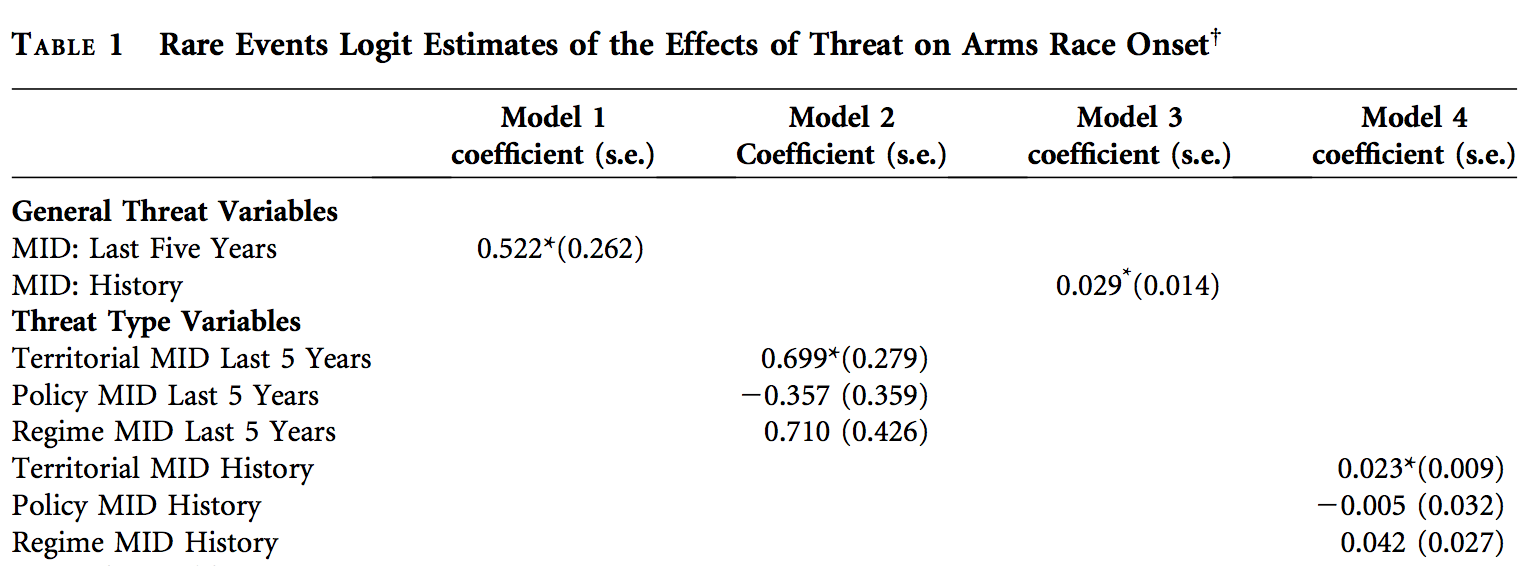 TABLE 1 Rare Events Logit Estimates of the Effects of Threat on Arms Race Onset†
Model 1 Model 2 Model 3 Model 4
coefficient (s.e.) Coefficient (s.e.) coefficient (s.e.) coefficient (s.e.)
General Threat Variables
MID: Last Five Years 0.522*(0.262)
MID: History 0.029*(0.014)
Threat Type Variables
Territorial MID Last 5 Years 0.699*(0.279)
Policy MID Last 5 Years −0.357 (0.359)
Regime MID Last 5 Years 0.710 (0.426)
Territorial MID History 0.023*(0.009)
Policy MID History −0.005 (0.032)
Regime MID History 0.042 (0.027)